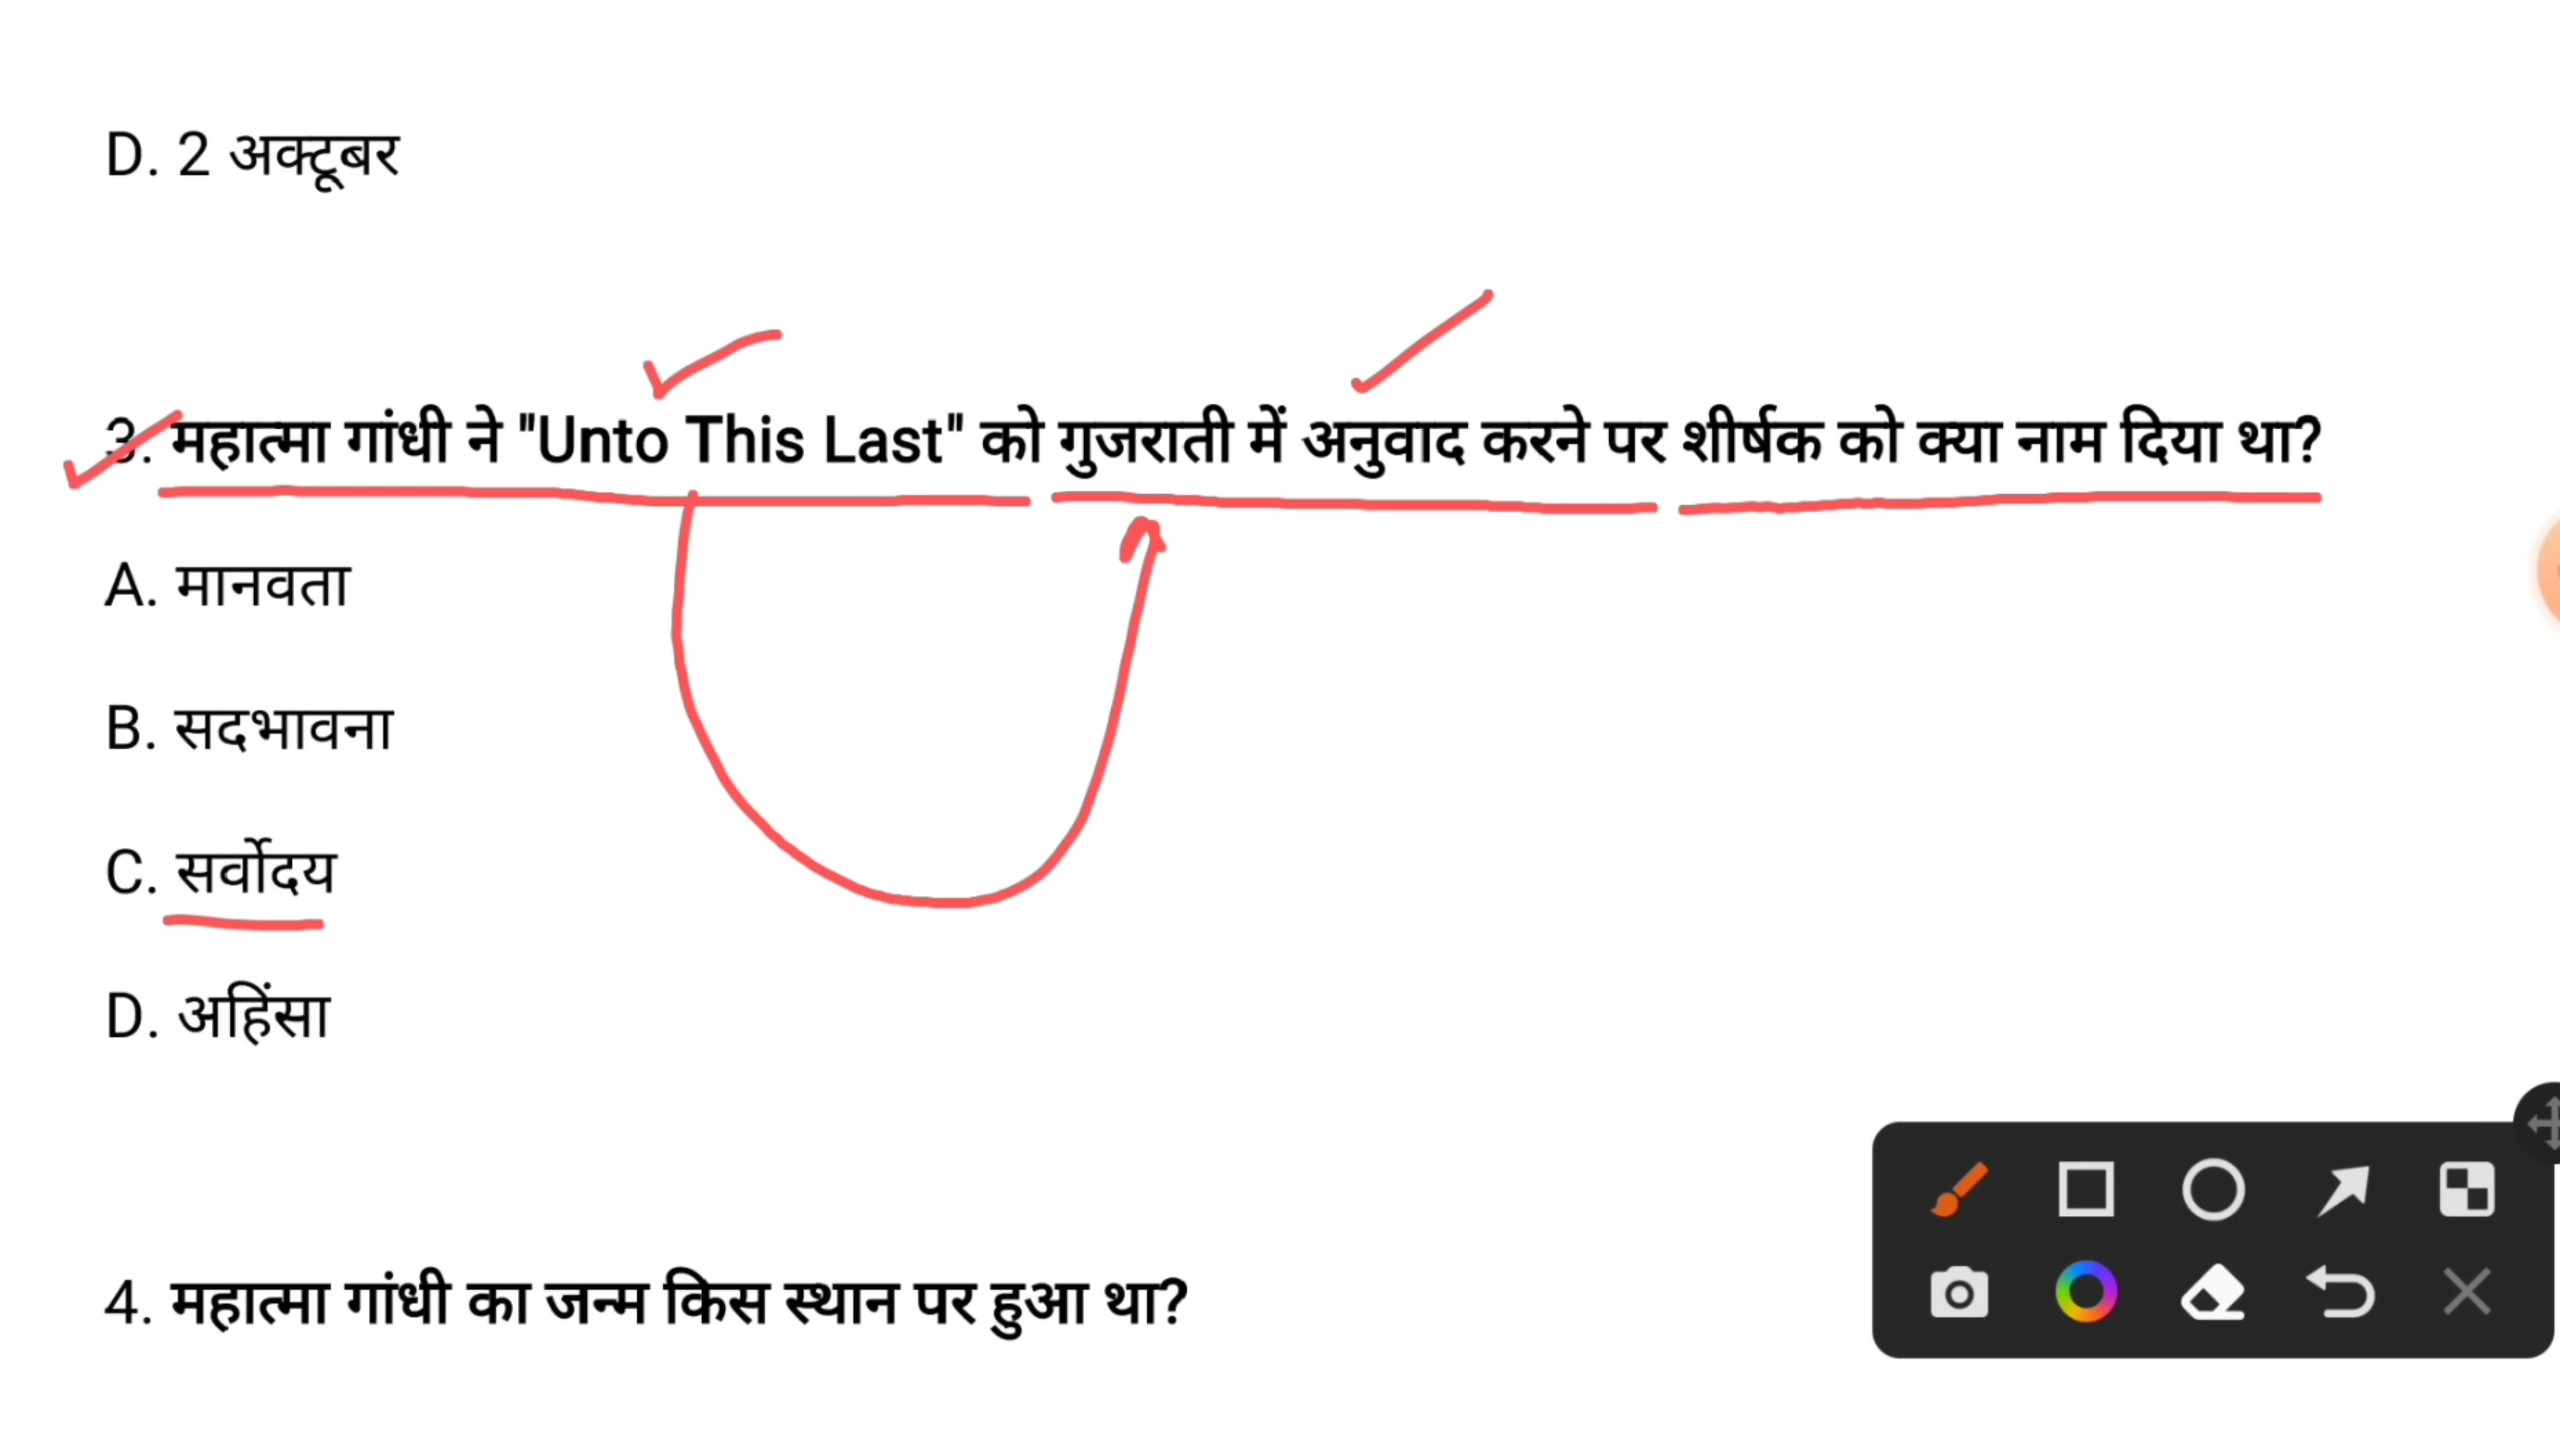 D. 2 अक्टूबर
3. महात्मा गांधी ने "Unto This Last" को गुजराती में अनुवाद करने पर शीर्षक को क्या नाम दिया था?
A. मानवता
B. सदभावना
C. सर्वोदय
D. अहिंसा
4. महात्मा गांधी का जन्म किस स्थान पर हुआ था?